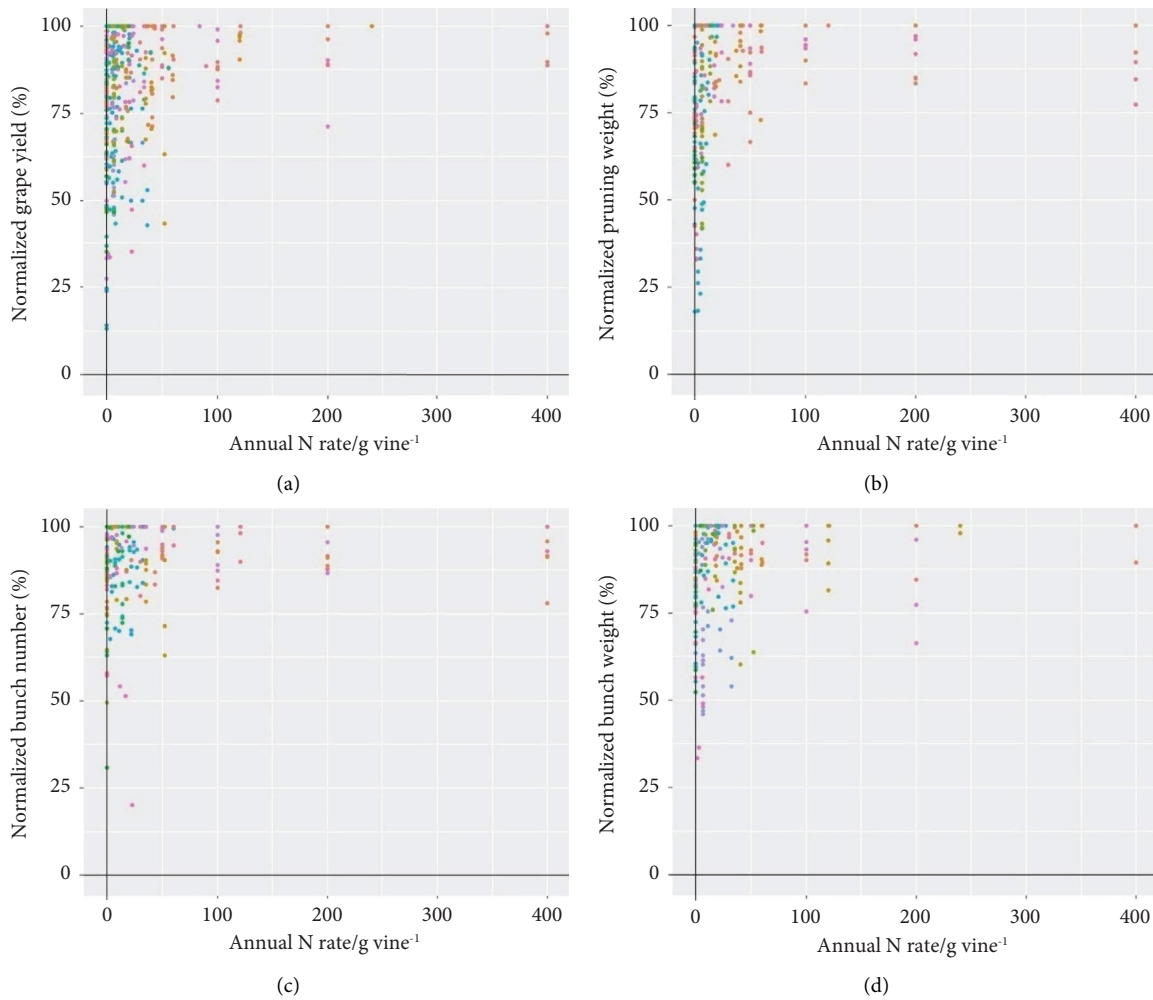 100
75
50
25
0
Normalized grape yield (%)
0 100 200 300 400
Annual N rate/g vine⁻¹
(a)
100
75
50
25
0
Normalized pruning weight (%)
0 100 200 300 400
Annual N rate/g vine⁻¹
(b)
100
75
50
25
0
Normalized bunch number (%)
0 100 200 300 400
Annual N rate/g vine⁻¹
(c)
100
75
50
25
0
Normalized bunch weight (%)
0 100 200 300 400
Annual N rate/g vine⁻¹
(d)